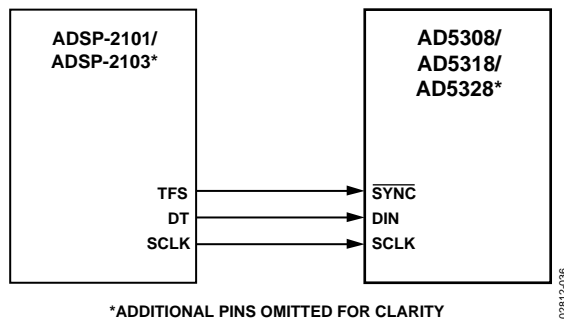 ADSP-2101/
ADSP-2103*
AD5308/
AD5318/
AD5328*
TFS
SYNC
DT
DIN
SCLK
SCLK
*ADDITIONAL PINS OMITTED FOR CLARITY
02812-036